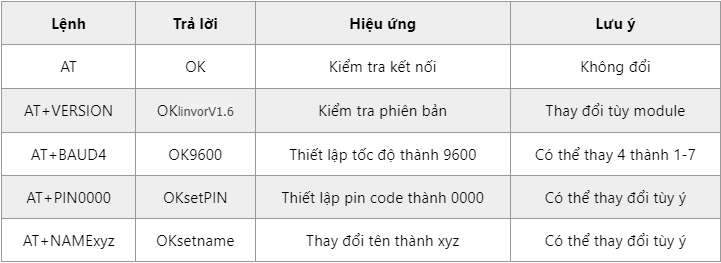 Lệnh Trả lời Hiệu ứng Lưu ý
AT OK Kiểm tra kết nối Không đổi
AT+VERSION OKlinvorV1.6 Kiểm tra phiên bản Thay đổi tùy module
AT+BAUD4 OK9600 Thiết lập tốc độ thành 9600 Có thể thay 4 thành 1-7
AT+PIN0000 OKsetPIN Thiết lập pin code thành 0000 Có thể thay đổi tùy ý
AT+NAMExyz OKsetname Thay đổi tên thành xyz Có thể thay đổi tùy ý